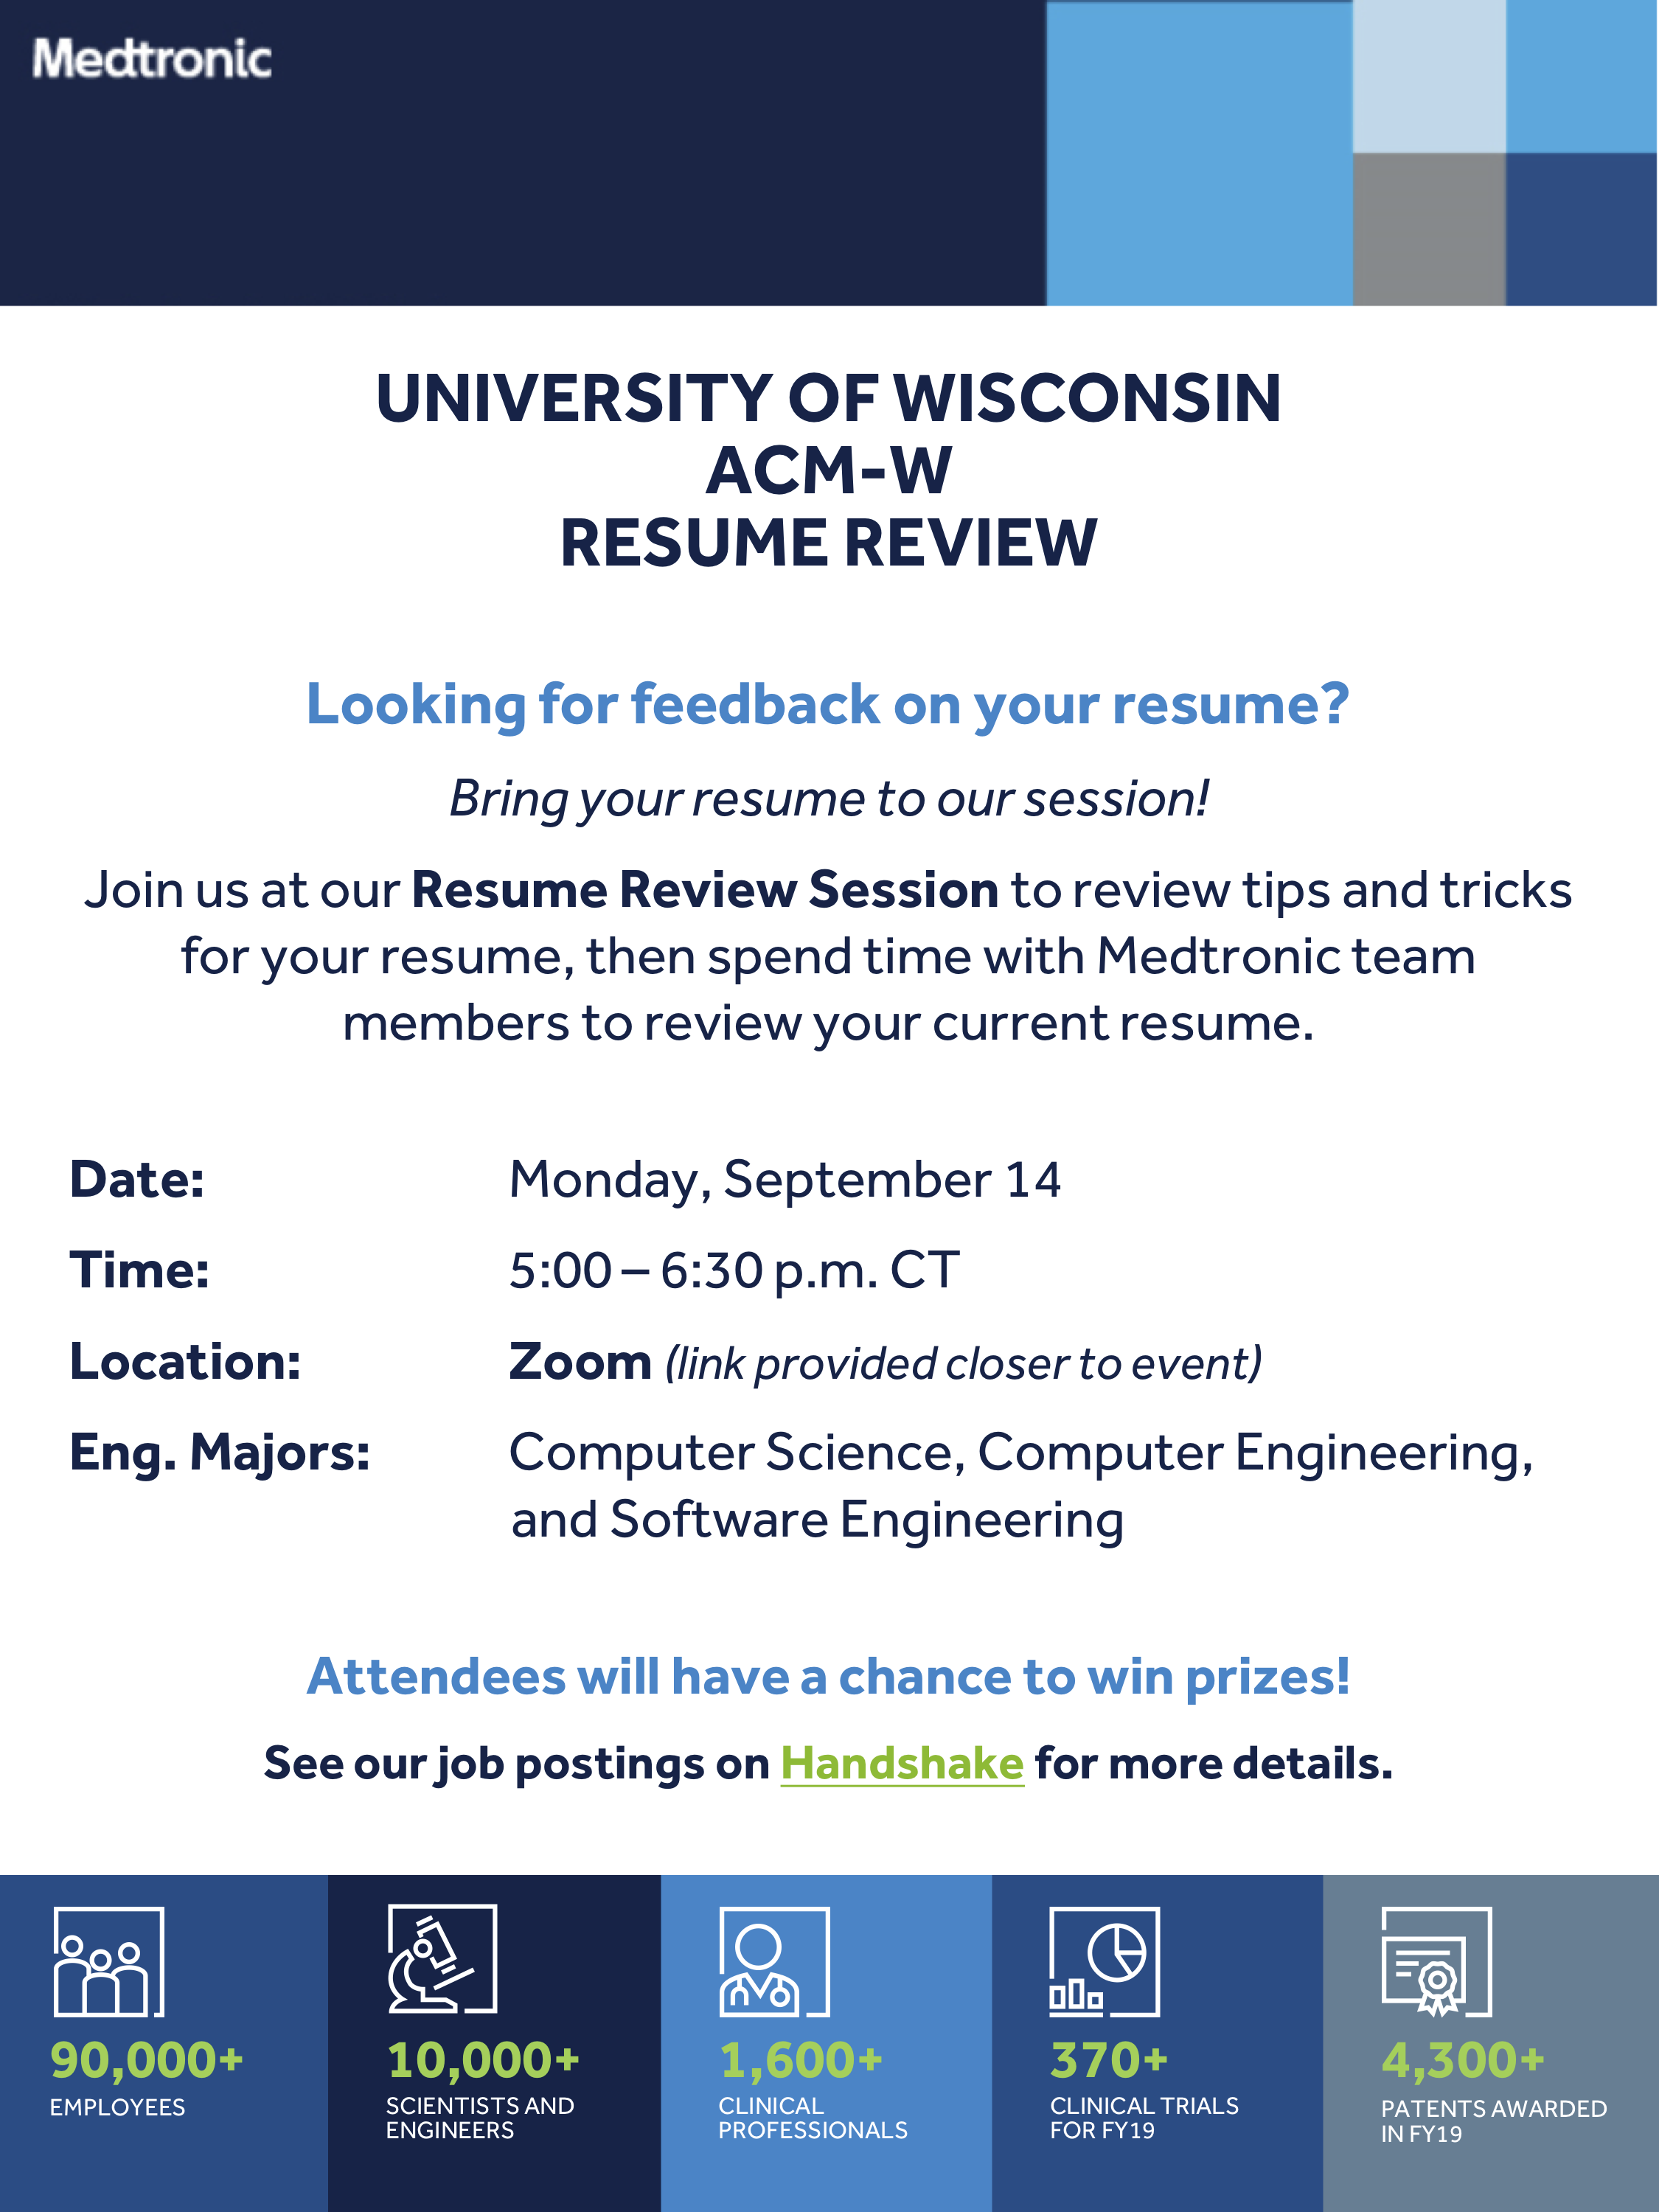 Medtronic
UNIVERSITY OF WISCONSIN
ACM-W
RESUME REVIEW
Looking for feedback on your resume?
Bring your resume to our session!
Join us at our Resume Review Session to review tips and tricks
for your resume, then spend time with Medtronic team
members to review your current resume.
Date: Monday, September 14
Time: 5:00 – 6:30 p.m. CT
Location: Zoom (link provided closer to event)
Eng. Majors: Computer Science, Computer Engineering,
and Software Engineering
Attendees will have a chance to win prizes!
See our job postings on Handshake for more details.
90,000+
EMPLOYEES
10,000+
SCIENTISTS AND
ENGINEERS
1,600+
CLINICAL
PROFESSIONALS
370+
CLINICAL TRIALS
FOR FY19
4,300+
PATENTS AWARDED
IN FY19